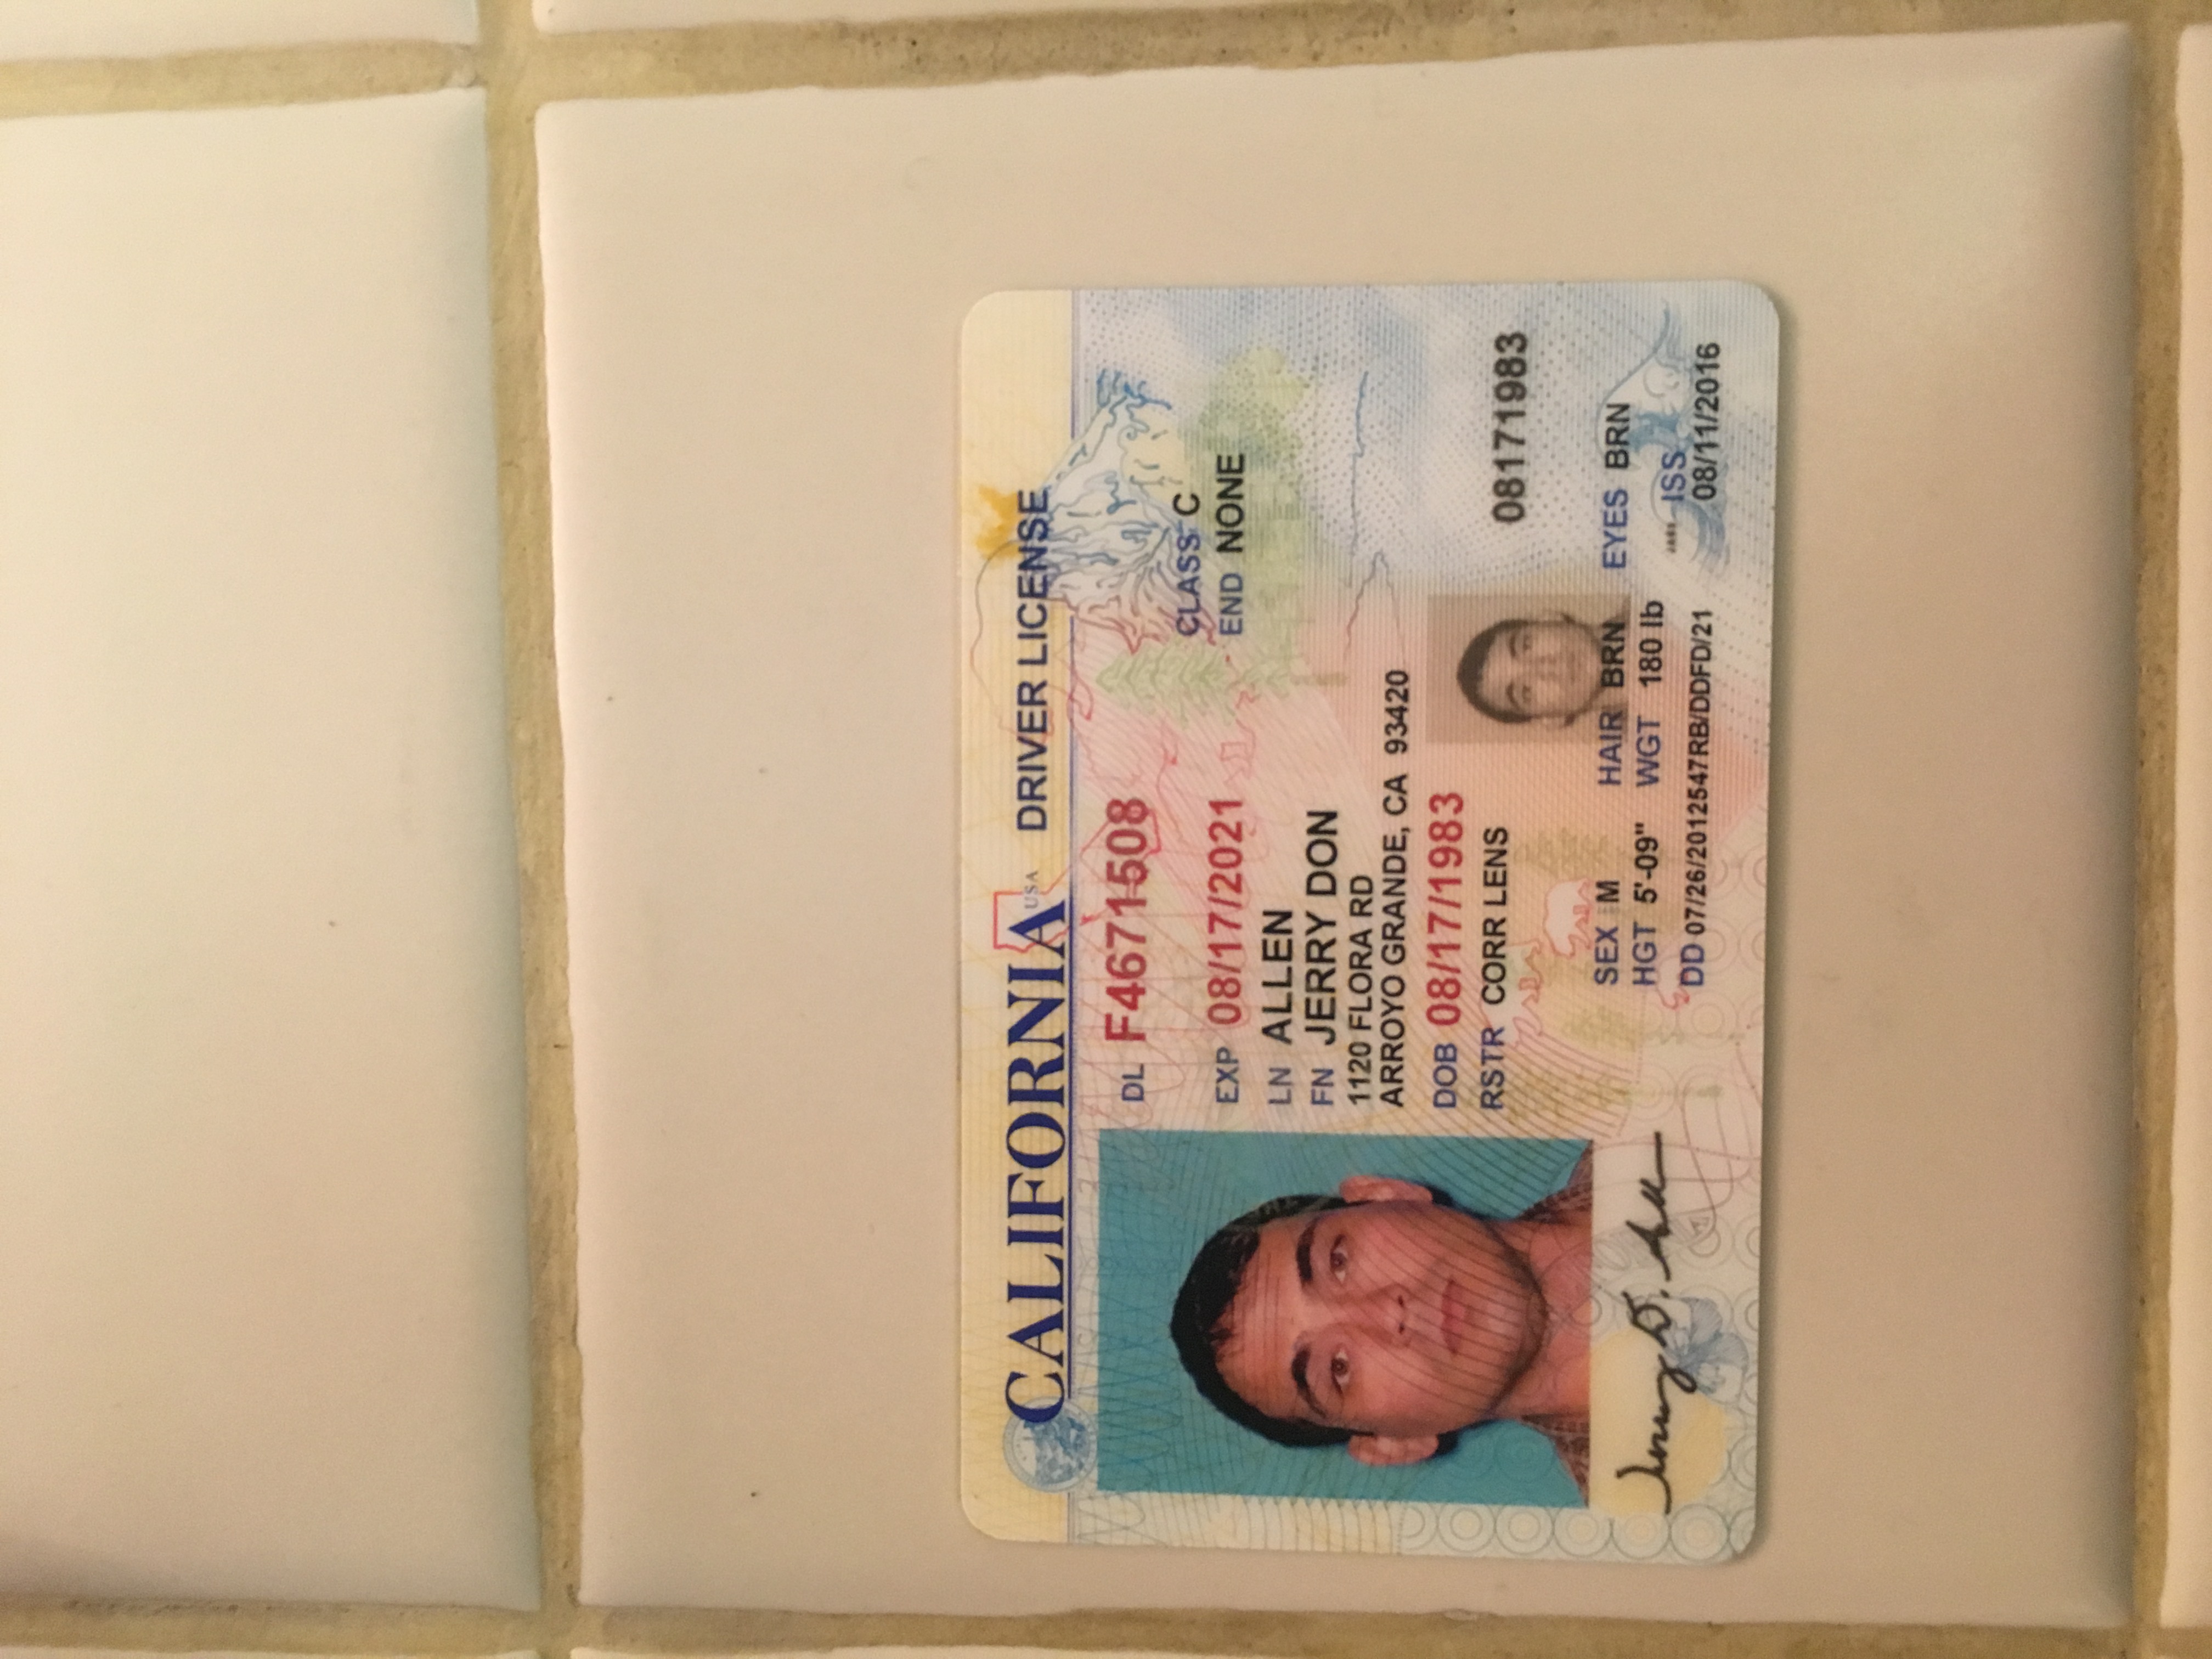 CALIFORNIA USA DRIVER LICENSE
DL F4671508
CLASS C
EXP 08/17/2021
END NONE
LN ALLEN
FN JERRY DON
1120 FLORA RD
ARROYO GRANDE, CA 93420
DOB 08/17/1983
RSTR CORR LENS
08171983
SEX M HAIR BRN EYES BRN
HGT 5'-09" WGT 180 lb
ISS
DD 07/26/2012547RB/DDFD/21 08/11/2016
Jerry D. Allen